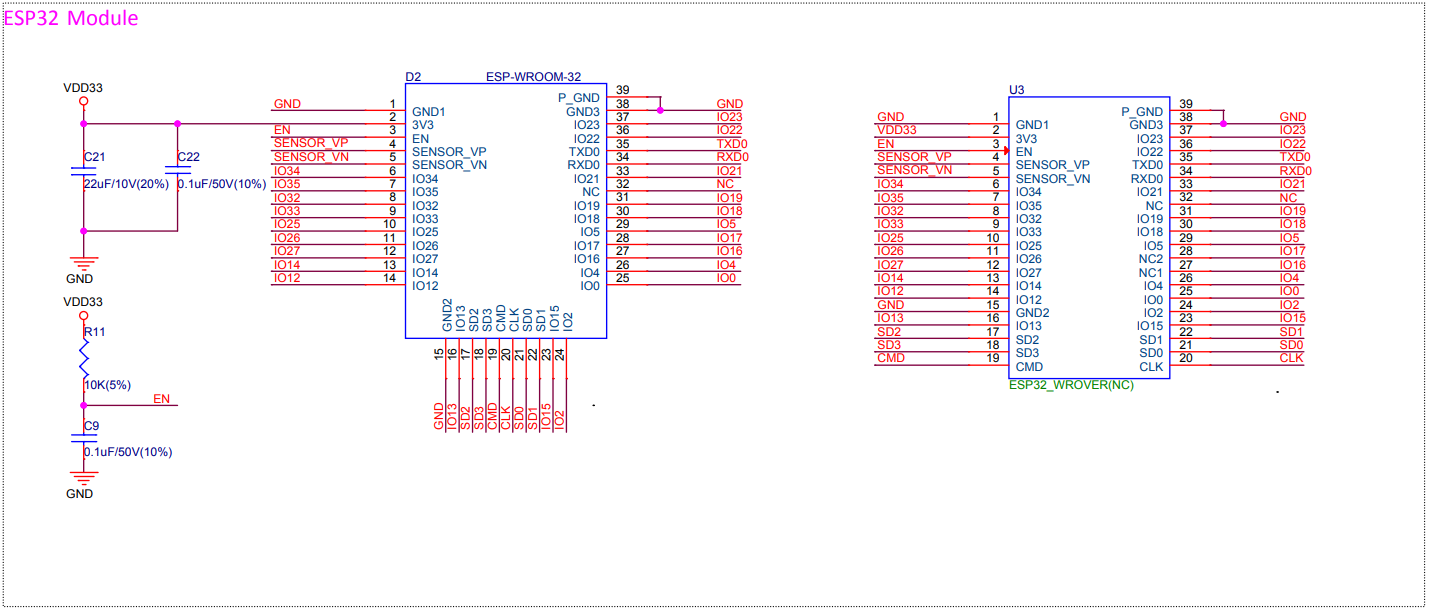 ESP32 Module
VDD33
C21
22uF/10V(20%)
C22
0.1uF/50V(10%)
GND
VDD33
R11
10K(5%)
EN
C9
0.1uF/50V(10%)
GND
D2 ESP-WROOM-32
GND 1 GND1
2 3V3
EN 3 EN
SENSOR_VP 4 SENSOR_VP
SENSOR_VN 5 SENSOR_VN
IO34 6 IO34
IO35 7 IO35
IO32 8 IO32
IO33 9 IO33
IO25 10 IO25
IO26 11 IO26
IO27 12 IO27
IO14 13 IO14
IO12 14 IO12
P_GND 39
GND3 38 GND
IO23 37 IO23
IO22 36 IO22
TXD0 35 TXD0
RXD0 34 RXD0
IO21 33 IO21
NC 32 NC
IO19 31 IO19
IO18 30 IO18
IO5 29 IO5
IO17 28 IO17
IO16 27 IO16
IO4 26 IO4
IO0 25 IO0
GND2 15 GND
IO13 16 IO13
SD2 17 SD2
SD3 18 SD3
CMD 19 CMD
CLK 20 CLK
SD0 21 SD0
SD1 22 SD1
IO15 23 IO15
IO2 24 IO2
U3
GND 1 GND1
VDD33 2 3V3
EN 3 EN
SENSOR_VP 4 SENSOR_VP
SENSOR_VN 5 SENSOR_VN
IO34 6 IO34
IO35 7 IO35
IO32 8 IO32
IO33 9 IO33
IO25 10 IO25
IO26 11 IO26
IO27 12 IO27
IO14 13 IO14
IO12 14 IO12
GND 15 GND2
IO13 16 IO13
SD2 17 SD2
SD3 18 SD3
CMD 19 CMD
P_GND 39
GND3 38 GND
IO23 37 IO23
IO22 36 IO22
TXD0 35 TXD0
RXD0 34 RXD0
IO21 33 IO21
NC 32 NC
IO19 31 IO19
IO18 30 IO18
IO5 29 IO5
NC2 28 IO17
NC1 27 IO16
IO4 26 IO4
IO0 25 IO0
IO2 24 IO2
IO15 23 IO15
SD1 22 SD1
SD0 21 SD0
CLK 20 CLK
ESP32_WROVER(NC)